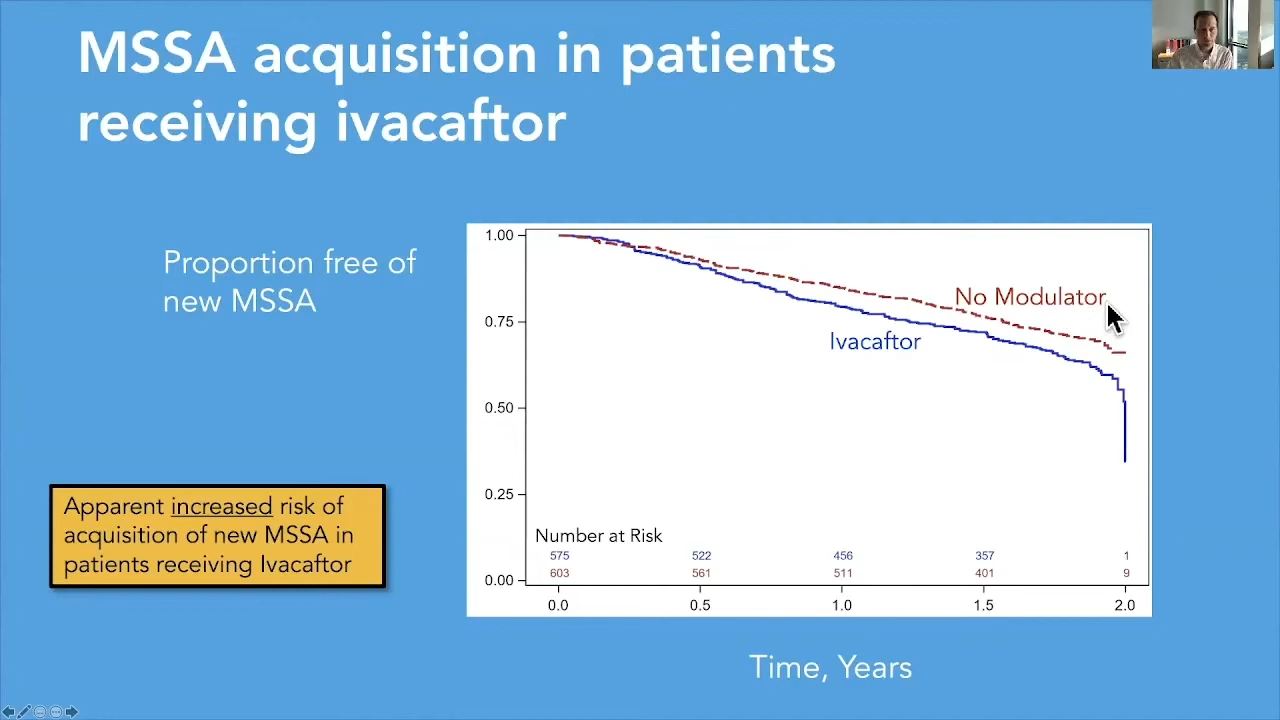 MSSA acquisition in patients
receiving ivacaftor
Proportion free of
new MSSA
1.00
0.75
0.50
0.25
0.00
No Modulator
Ivacaftor
Number at Risk
575 522 456 357 1
603 561 511 401 9
0.0 0.5 1.0 1.5 2.0
Time, Years
Apparent increased risk of
acquisition of new MSSA in
patients receiving Ivacaftor